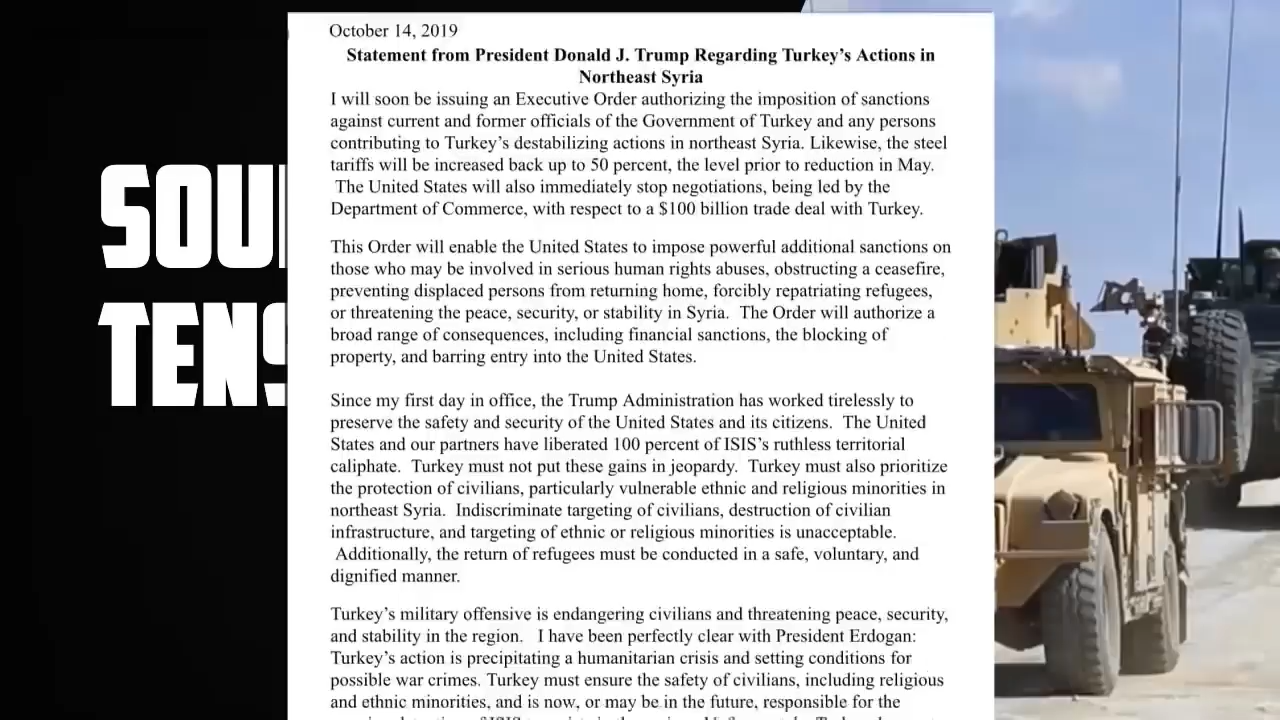 SOU
TENS
October 14, 2019
Statement from President Donald J. Trump Regarding Turkey’s Actions in
Northeast Syria
I will soon be issuing an Executive Order authorizing the imposition of sanctions
against current and former officials of the Government of Turkey and any persons
contributing to Turkey’s destabilizing actions in northeast Syria. Likewise, the steel
tariffs will be increased back up to 50 percent, the level prior to reduction in May.
The United States will also immediately stop negotiations, being led by the
Department of Commerce, with respect to a $100 billion trade deal with Turkey.
This Order will enable the United States to impose powerful additional sanctions on
those who may be involved in serious human rights abuses, obstructing a ceasefire,
preventing displaced persons from returning home, forcibly repatriating refugees,
or threatening the peace, security, or stability in Syria. The Order will authorize a
broad range of consequences, including financial sanctions, the blocking of
property, and barring entry into the United States.
Since my first day in office, the Trump Administration has worked tirelessly to
preserve the safety and security of the United States and its citizens. The United
States and our partners have liberated 100 percent of ISIS’s ruthless territorial
caliphate. Turkey must not put these gains in jeopardy. Turkey must also prioritize
the protection of civilians, particularly vulnerable ethnic and religious minorities in
northeast Syria. Indiscriminate targeting of civilians, destruction of civilian
infrastructure, and targeting of ethnic or religious minorities is unacceptable.
Additionally, the return of refugees must be conducted in a safe, voluntary, and
dignified manner.
Turkey’s military offensive is endangering civilians and threatening peace, security,
and stability in the region. I have been perfectly clear with President Erdogan:
Turkey’s action is precipitating a humanitarian crisis and setting conditions for
possible war crimes. Turkey must ensure the safety of civilians, including religious
and ethnic minorities, and is now, or may be in the future, responsible for the